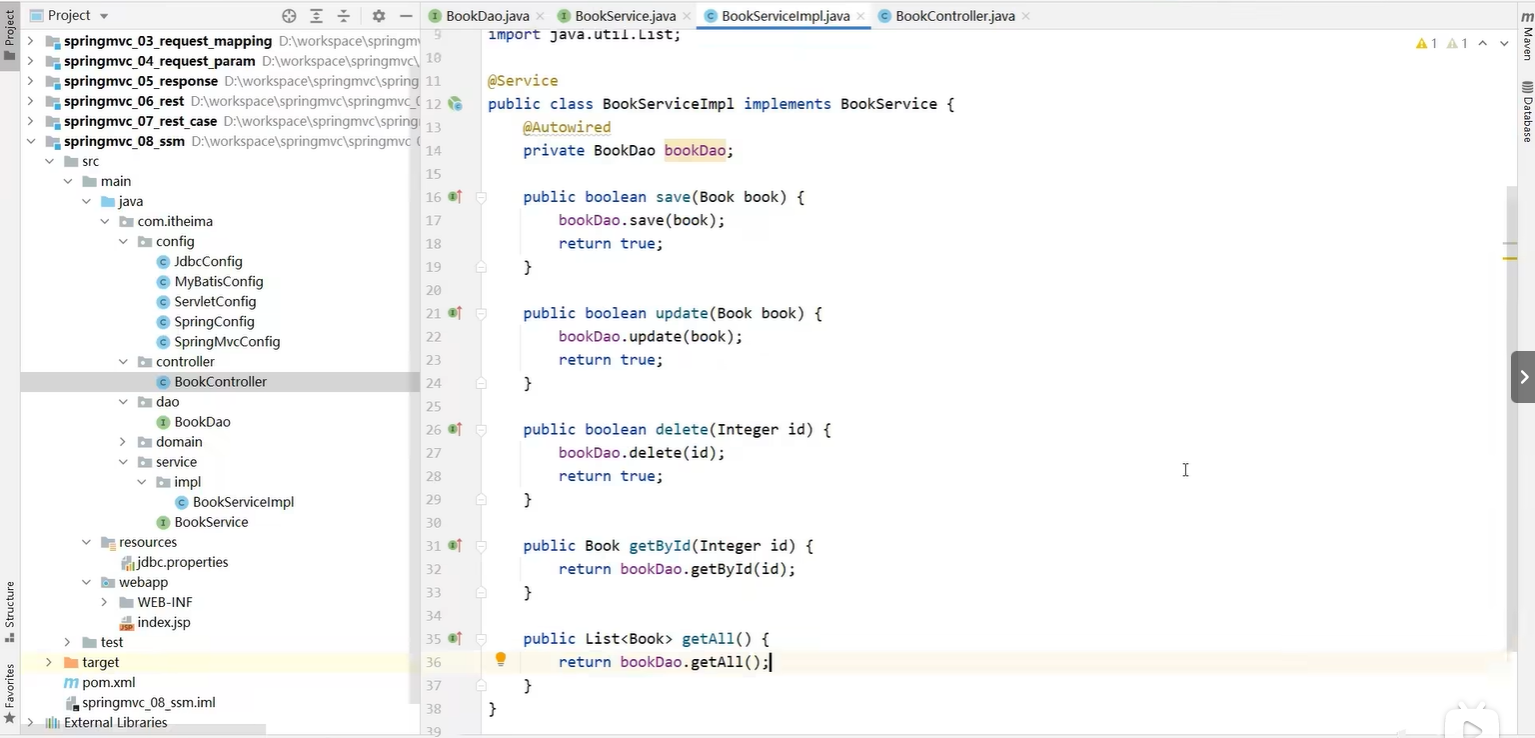 Project
BookDao.java
BookService.java
BookServiceImpl.java
BookController.java
Project
Structure
Favorites
Maven
Database
springmvc_03_request_mapping D:\workspace\springm
springmvc_04_request_param D:\workspace\springmvc\
springmvc_05_response D:\workspace\springmvc\spring
springmvc_06_rest D:\workspace\springmvc\springmvc_0
springmvc_07_rest_case D:\workspace\springmvc\spring
springmvc_08_ssm D:\workspace\springmvc\springmvc_0
src
main
java
com.itheima
config
JdbcConfig
MyBatisConfig
ServletConfig
SpringConfig
SpringMvcConfig
controller
BookController
dao
BookDao
domain
service
impl
BookServiceImpl
BookService
resources
jdbc.properties
webapp
WEB-INF
index.jsp
test
target
pom.xml
springmvc_08_ssm.iml
External Libraries
1 1
9 import java.util.List;
10
11 @Service
12 public class BookServiceImpl implements BookService {
13 @Autowired
14 private BookDao bookDao;
15
16 public boolean save(Book book) {
17 bookDao.save(book);
18 return true;
19 }
20
21 public boolean update(Book book) {
22 bookDao.update(book);
23 return true;
24 }
25
26 public boolean delete(Integer id) {
27 bookDao.delete(id);
28 return true;
29 }
30
31 public Book getById(Integer id) {
32 return bookDao.getById(id);
33 }
34
35 public List<Book> getAll() {
36 return bookDao.getAll();
37 }
38 }
39